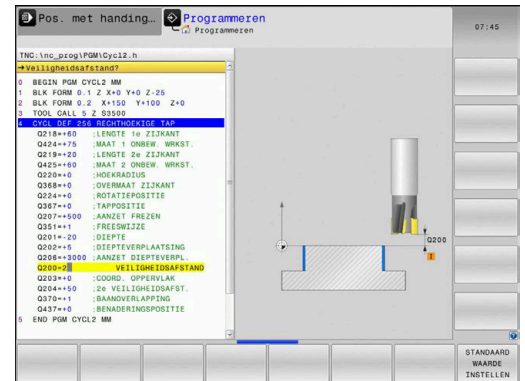 Pos. met handing…
Programmeren
Programmeren
07:45
TNC:\nc_prog\PGM\Cycl2.h
→Veiligheidsafstand?
0 BEGIN PGM CYCL2 MM
1 BLK FORM 0.1 Z X+0 Y+0 Z-25
2 BLK FORM 0.2 X+150 Y+100 Z+0
3 TOOL CALL 5 Z S3500
4 CYCL DEF 256 RECHTHOEKIGE TAP
Q218=+60 ;LENGTE 1e ZIJKANT
Q424=+75 ;MAAT 1 ONBEW. WRKST.
Q219=+20 ;LENGTE 2e ZIJKANT
Q425=+60 ;MAAT 2 ONBEW. WRKST.
Q220=+0 ;HOEKRADIUS
Q368=+0 ;OVERMAAT ZIJKANT
Q224=+0 ;ROTATIEPOSITIE
Q367=+0 ;TAPPOSITIE
Q207=+500 ;AANZET FREZEN
Q351=+1 ;FREESWIJZE
Q201=-20 ;DIEPTE
Q202=+5 ;DIEPTEVERPLAATSING
Q206=+3000 ;AANZET DIEPTEVERPL.
Q200=2 VEILIGHEIDSAFSTAND
Q203=+0 ;COORD. OPPERVLAK
Q204=+50 ;2e VEILIGHEIDSAFST.
Q370=+1 ;BAANOVERLAPPING
Q437=+0 ;BENADERINGSPOSITIE
5 END PGM CYCL2 MM
Q200
I
STANDAARD
WAARDE
INSTELLEN